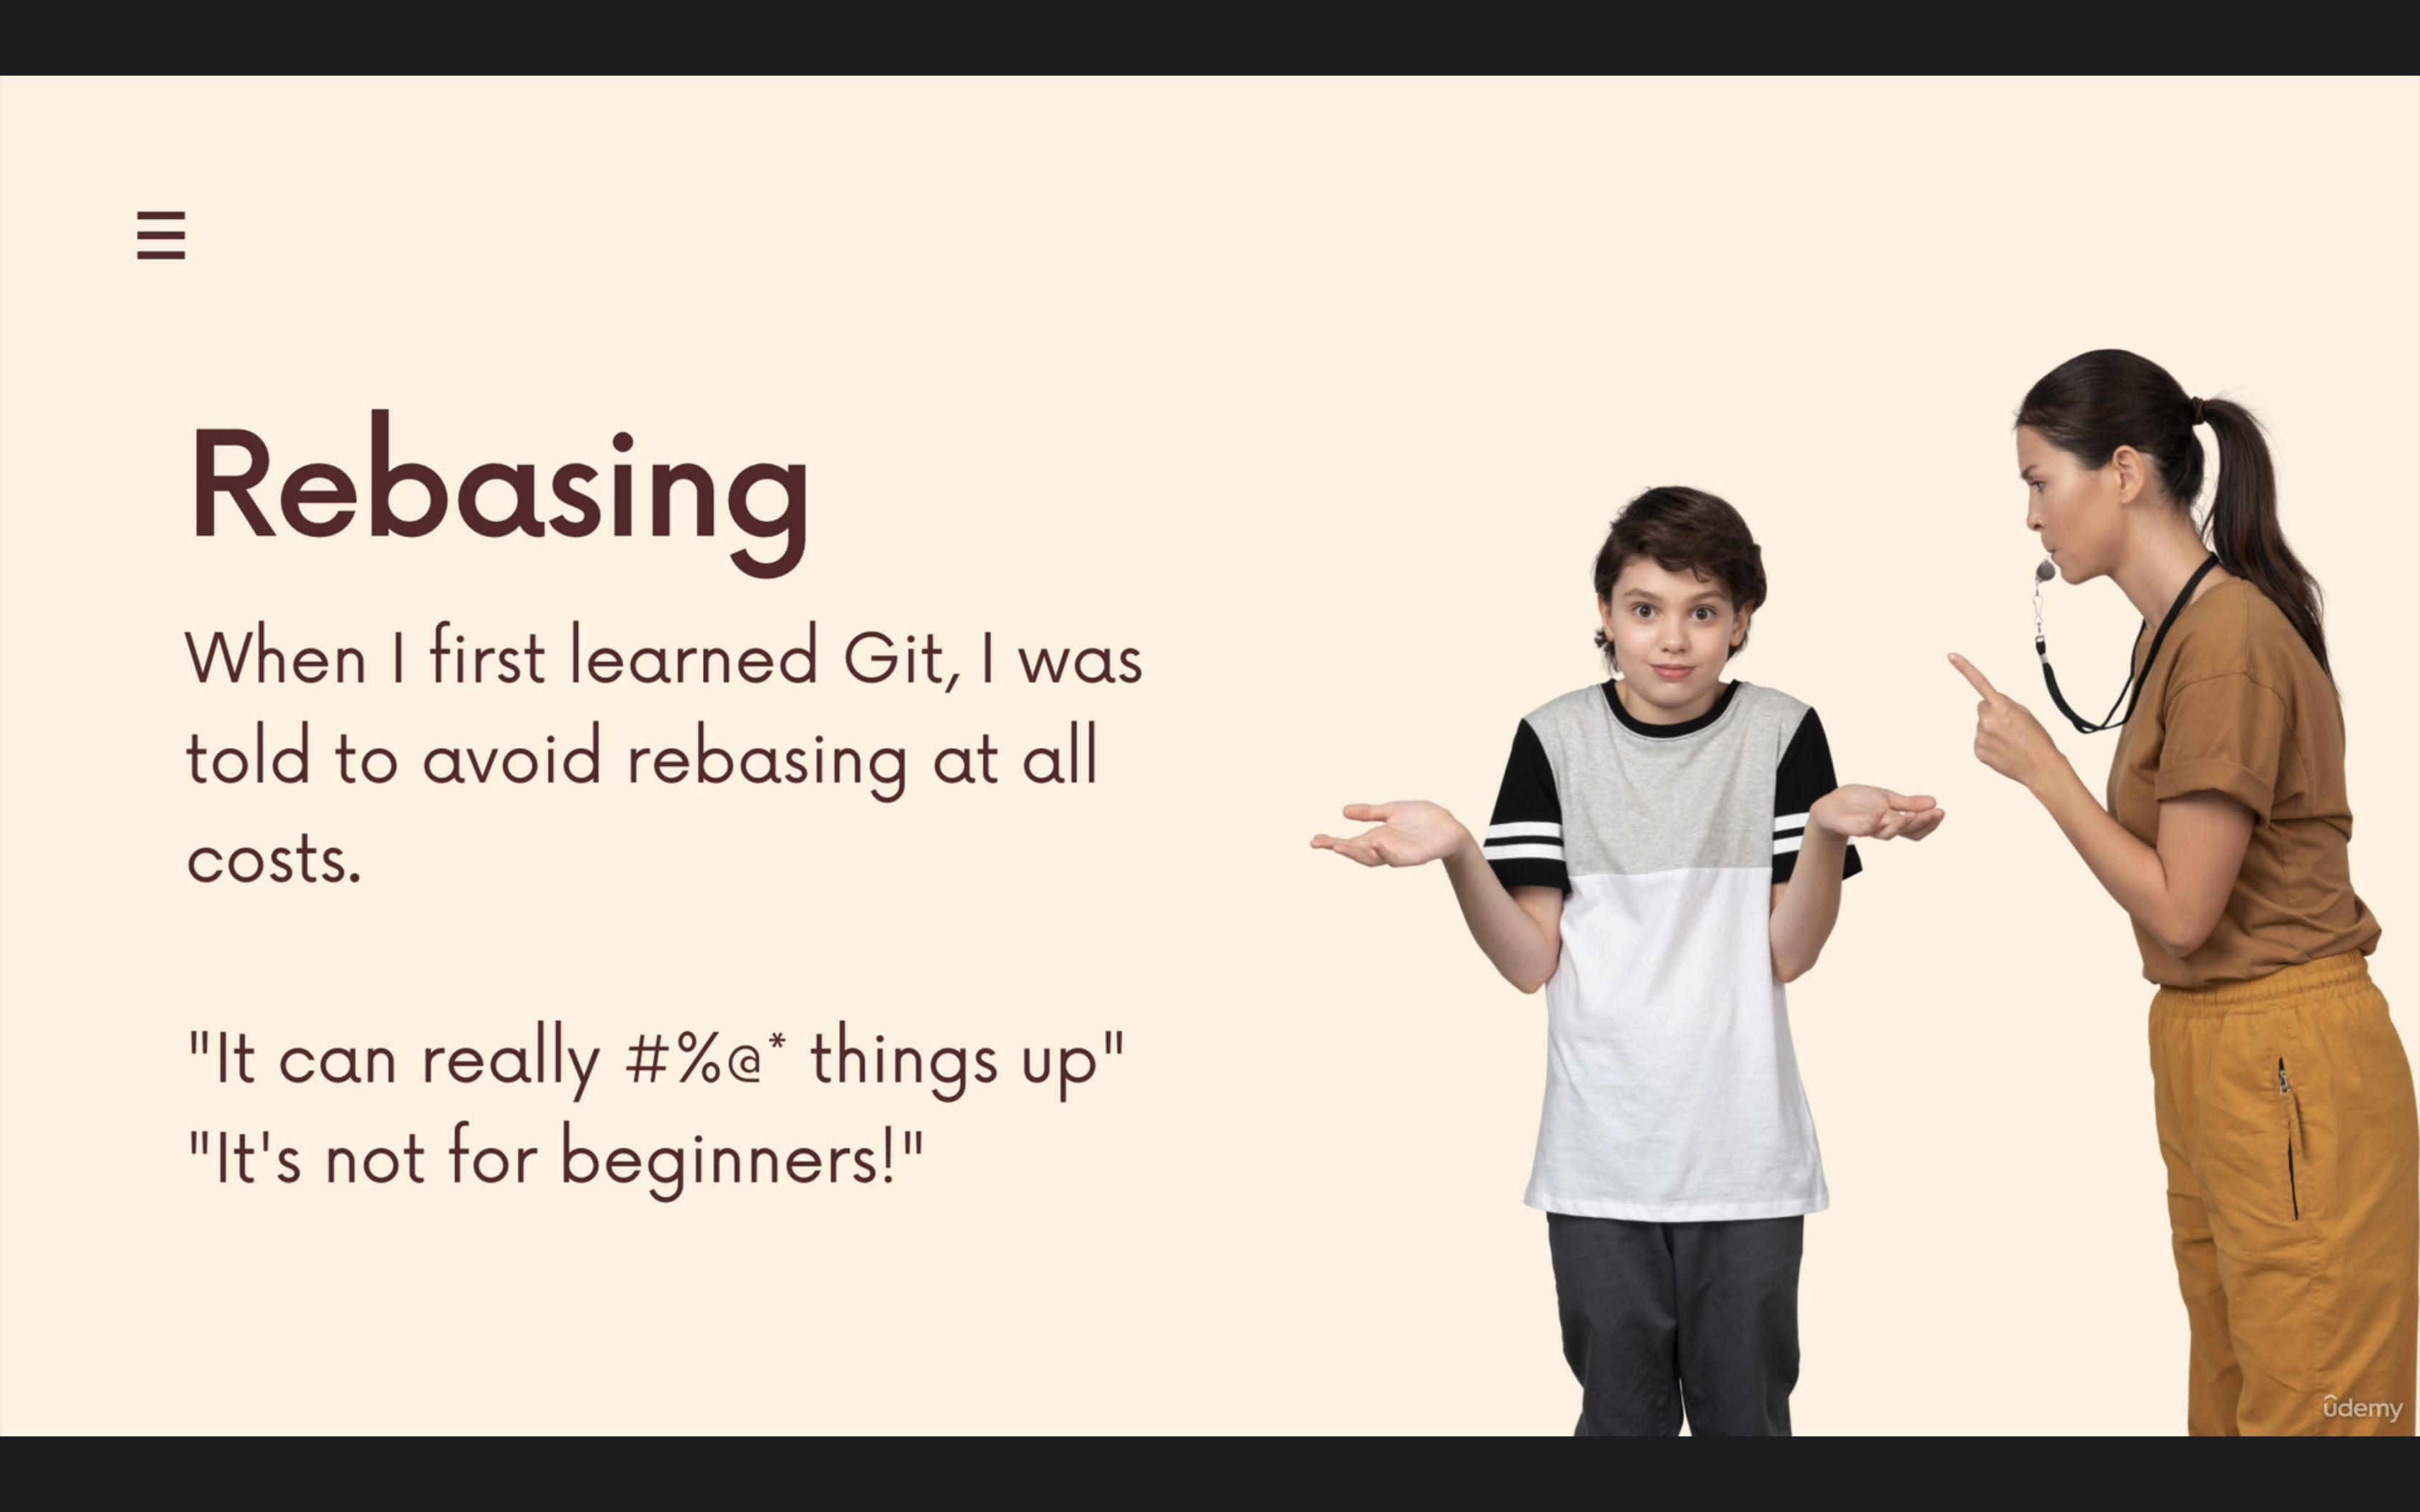 Rebasing
When I first learned Git, I was
told to avoid rebasing at all
costs.
"It can really #%@* things up"
"It's not for beginners!"
ûdemy